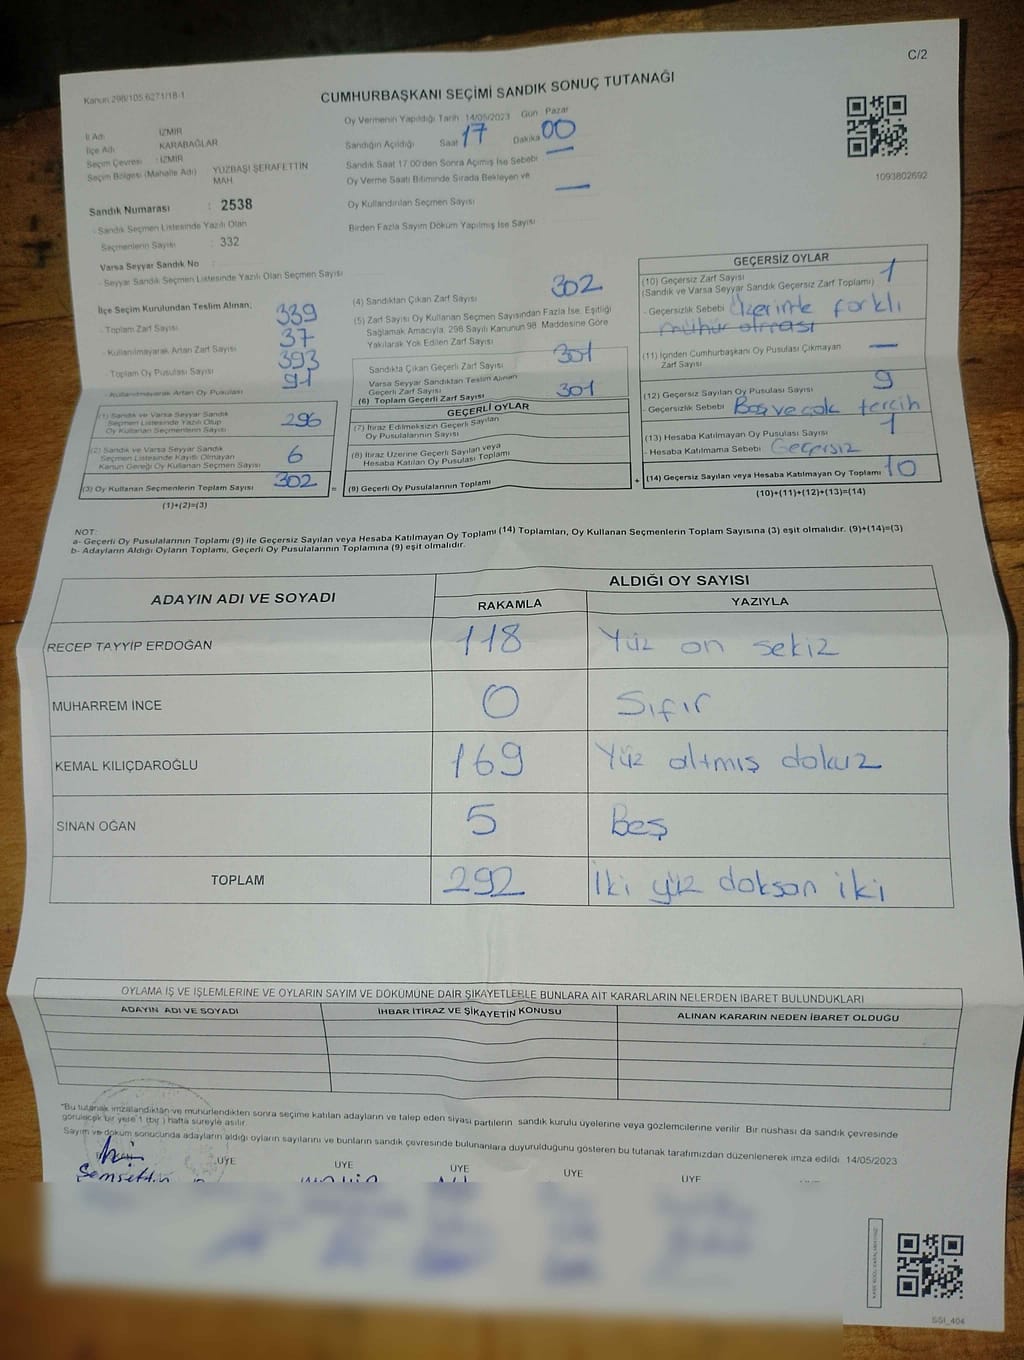 C/2
Kanun 298/105 6271/18-1
CUMHURBAŞKANI SEÇİMİ SANDIK SONUÇ TUTANAĞI
İl Adı : İZMİR
İlçe Adı : KARABAĞLAR
Seçim Çevresi : İZMİR
Seçim Bölgesi (Mahalle Adı) : YÜZBAŞI ŞERAFETTİN MAH.
Sandık Numarası : 2538
- Sandık Seçmen Listesinde Yazılı Olan
Seçmenlerin Sayısı : 332
Varsa Seyyar Sandık No :
- Seyyar Sandık Seçmen Listesinde Yazılı Olan Seçmen Sayısı
Oy Vermenin Yapıldığı Tarih 14/05/2023 Gün Pazar
Sandığın Açıldığı Saat 17 Dakika 00
Sandık Saat 17.00'den Sonra Açımış İse Sebebi —
Oy Verme Saati Bitiminde Sırada Bekleyen ve
Oy Kullandırılan Seçmen Sayısı —
Birden Fazla Sayım Döküm Yapılmış İse Sayısı
1093802692
İlçe Seçim Kurulundan Teslim Alınan;
- Toplam Zarf Sayısı 339
- Kullanılmayarak Artan Zarf Sayısı 37
- Toplam Oy Pusulası Sayısı 393
- Kullanılmayarak Artan Oy Pusulası 91
(1) Sandık ve Varsa Seyyar Sandık
Seçmen Listesinde Yazılı Olup
Oy Kullanan Seçmenlerin Sayısı 296
(2) Sandık ve Varsa Seyyar Sandık
Seçmen Listesinde Kayıtlı Olmayan
Kanun Gereği Oy Kullanan Seçmen Sayısı 6
(3) Oy Kullanan Seçmenlerin Toplam Sayısı 302
(1)+(2)=(3)
=
(4) Sandıktan Çıkan Zarf Sayısı 302
(5) Zarf Sayısı Oy Kullanan Seçmen Sayısından Fazla İse, Eşitliği
Sağlamak Amacıyla, 298 Sayılı Kanunun 98. Maddesine Göre
Yakılarak Yok Edilen Zarf Sayısı
Sandıkta Çıkan Geçerli Zarf Sayısı 301
Varsa Seyyar Sandıktan Teslim Alınan
Geçerli Zarf Sayısı
(6) Toplam Geçerli Zarf Sayısı 301
GEÇERLİ OYLAR
(7) İtiraz Edilmeksizin Geçerli Sayılan
Oy Pusulalarının Sayısı
(8) İtiraz Üzerine Geçerli Sayılan veya
Hesaba Katılan Oy Pusulası Toplamı
(9) Geçerli Oy Pusulalarının Toplamı
+
GEÇERSİZ OYLAR
(10) Geçersiz Zarf Sayısı 1
(Sandık ve Varsa Seyyar Sandık Geçersiz Zarf Toplamı)
- Geçersizlik Sebebi Üzerinde farklı
mühür olması
(11) İçinden Cumhurbaşkanı Oy Pusulası Çıkmayan
Zarf Sayısı —
(12) Geçersiz Sayılan Oy Pusulası Sayısı 9
- Geçersizlik Sebebi Boş ve çok tercih
(13) Hesaba Katılmayan Oy Pusulası Sayısı 1
- Hesaba Katılmama Sebebi Geçersiz
(14) Geçersiz Sayılan veya Hesaba Katılmayan Oy Toplamı 10
(10)+(11)+(12)+(13)=(14)
NOT:
a- Geçerli Oy Pusulalarının Toplamı (9) ile Geçersiz Sayılan veya Hesaba Katılmayan Oy Toplamı (14) Toplamları, Oy Kullanan Seçmenlerin Toplam Sayısına (3) eşit olmalıdır. (9)+(14)=(3)
b- Adayların Aldığı Oyların Toplamı, Geçerli Oy Pusulalarının Toplamına (9) eşit olmalıdır.
ADAYIN ADI VE SOYADI
ALDIĞI OY SAYISI
RAKAMLA YAZIYLA
RECEP TAYYİP ERDOĞAN 118 Yüz on sekiz
MUHARREM İNCE 0 Sıfır
KEMAL KILIÇDAROĞLU 169 Yüz altmış dokuz
SİNAN OĞAN 5 Beş
TOPLAM 292 İki yüz doksan iki
OYLAMA İŞ VE İŞLEMLERİNE VE OYLARIN SAYIM VE DÖKÜMÜNE DAİR ŞİKAYETLERLE BUNLARA AİT KARARLARIN NELERDEN İBARET BULUNDUKLARI
ADAYIN ADI VE SOYADI İHBAR İTİRAZ VE ŞİKAYETİN KONUSU ALINAN KARARIN NEDEN İBARET OLDUĞU
*Bu tutanak imzalandıktan ve mühürlendikten sonra seçime katılan adayların ve talep eden siyasi partilerin sandık kurulu üyelerine veya gözlemcilerine verilir. Bir nüshası da sandık çevresinde
görülecek bir yere 1 (bir ) hafta süreyle asılır.
Sayım ve döküm sonucunda adayların aldığı oyların sayılarını ve bunların sandık çevresinde bulunanlara duyurulduğunu gösteren bu tutanak tarafımızdan düzenlenerek imza edildi. 14/05/2023
ÜYE ÜYE ÜYE ÜYE ÜYE
Şemsettin
SSI_404